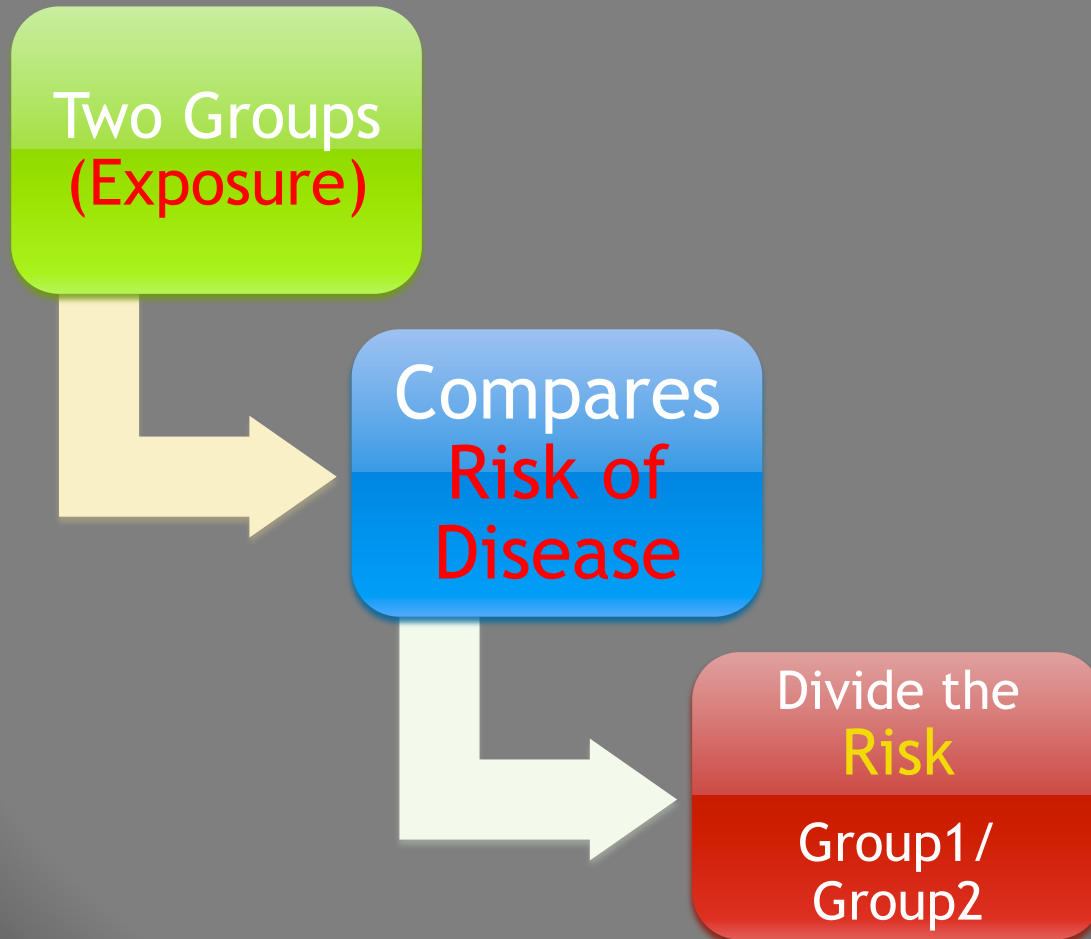 Two Groups
(Exposure)
Compares
Risk of
Disease
Divide the
Risk
Group1/
Group2